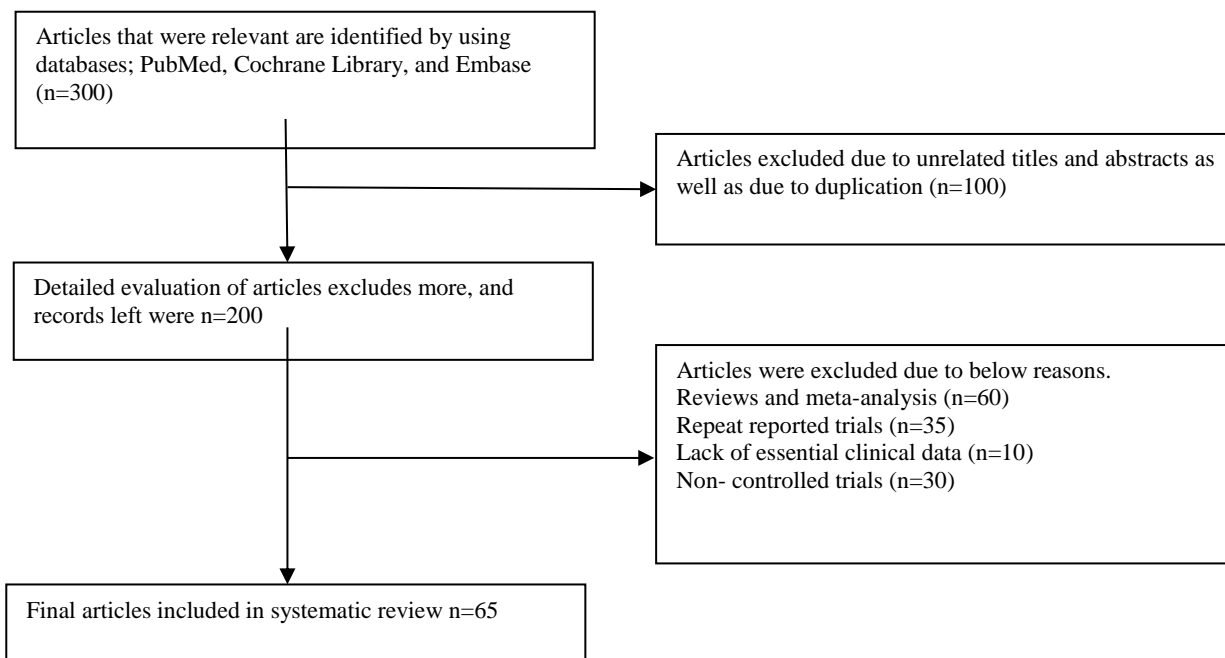 Articles that were relevant are identified by using
databases; PubMed, Cochrane Library, and Embase
(n=300)
Articles excluded due to unrelated titles and abstracts as
well as due to duplication (n=100)
Detailed evaluation of articles excludes more, and
records left were n=200
Articles were excluded due to below reasons.
Reviews and meta-analysis (n=60)
Repeat reported trials (n=35)
Lack of essential clinical data (n=10)
Non- controlled trials (n=30)
Final articles included in systematic review n=65